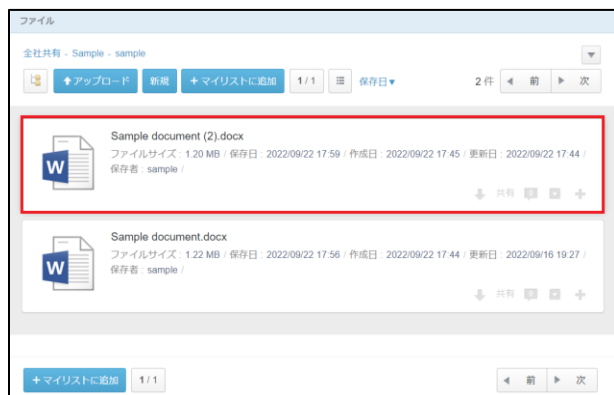 ファイル
全社共有 - Sample - sample
アップロード 新規 +マイリストに追加 1/1 保存日▼ 2件 前 次
Sample document (2).docx
ファイルサイズ : 1.20 MB / 保存日 : 2022/09/22 17:59 / 作成日 : 2022/09/22 17:45 / 更新日 : 2022/09/22 17:44 /
保存者 : sample /
共有 0
Sample document.docx
ファイルサイズ : 1.22 MB / 保存日 : 2022/09/22 17:56 / 作成日 : 2022/09/22 17:44 / 更新日 : 2022/09/16 19:27 /
保存者 : sample /
共有 0
+マイリストに追加 1/1 前 次